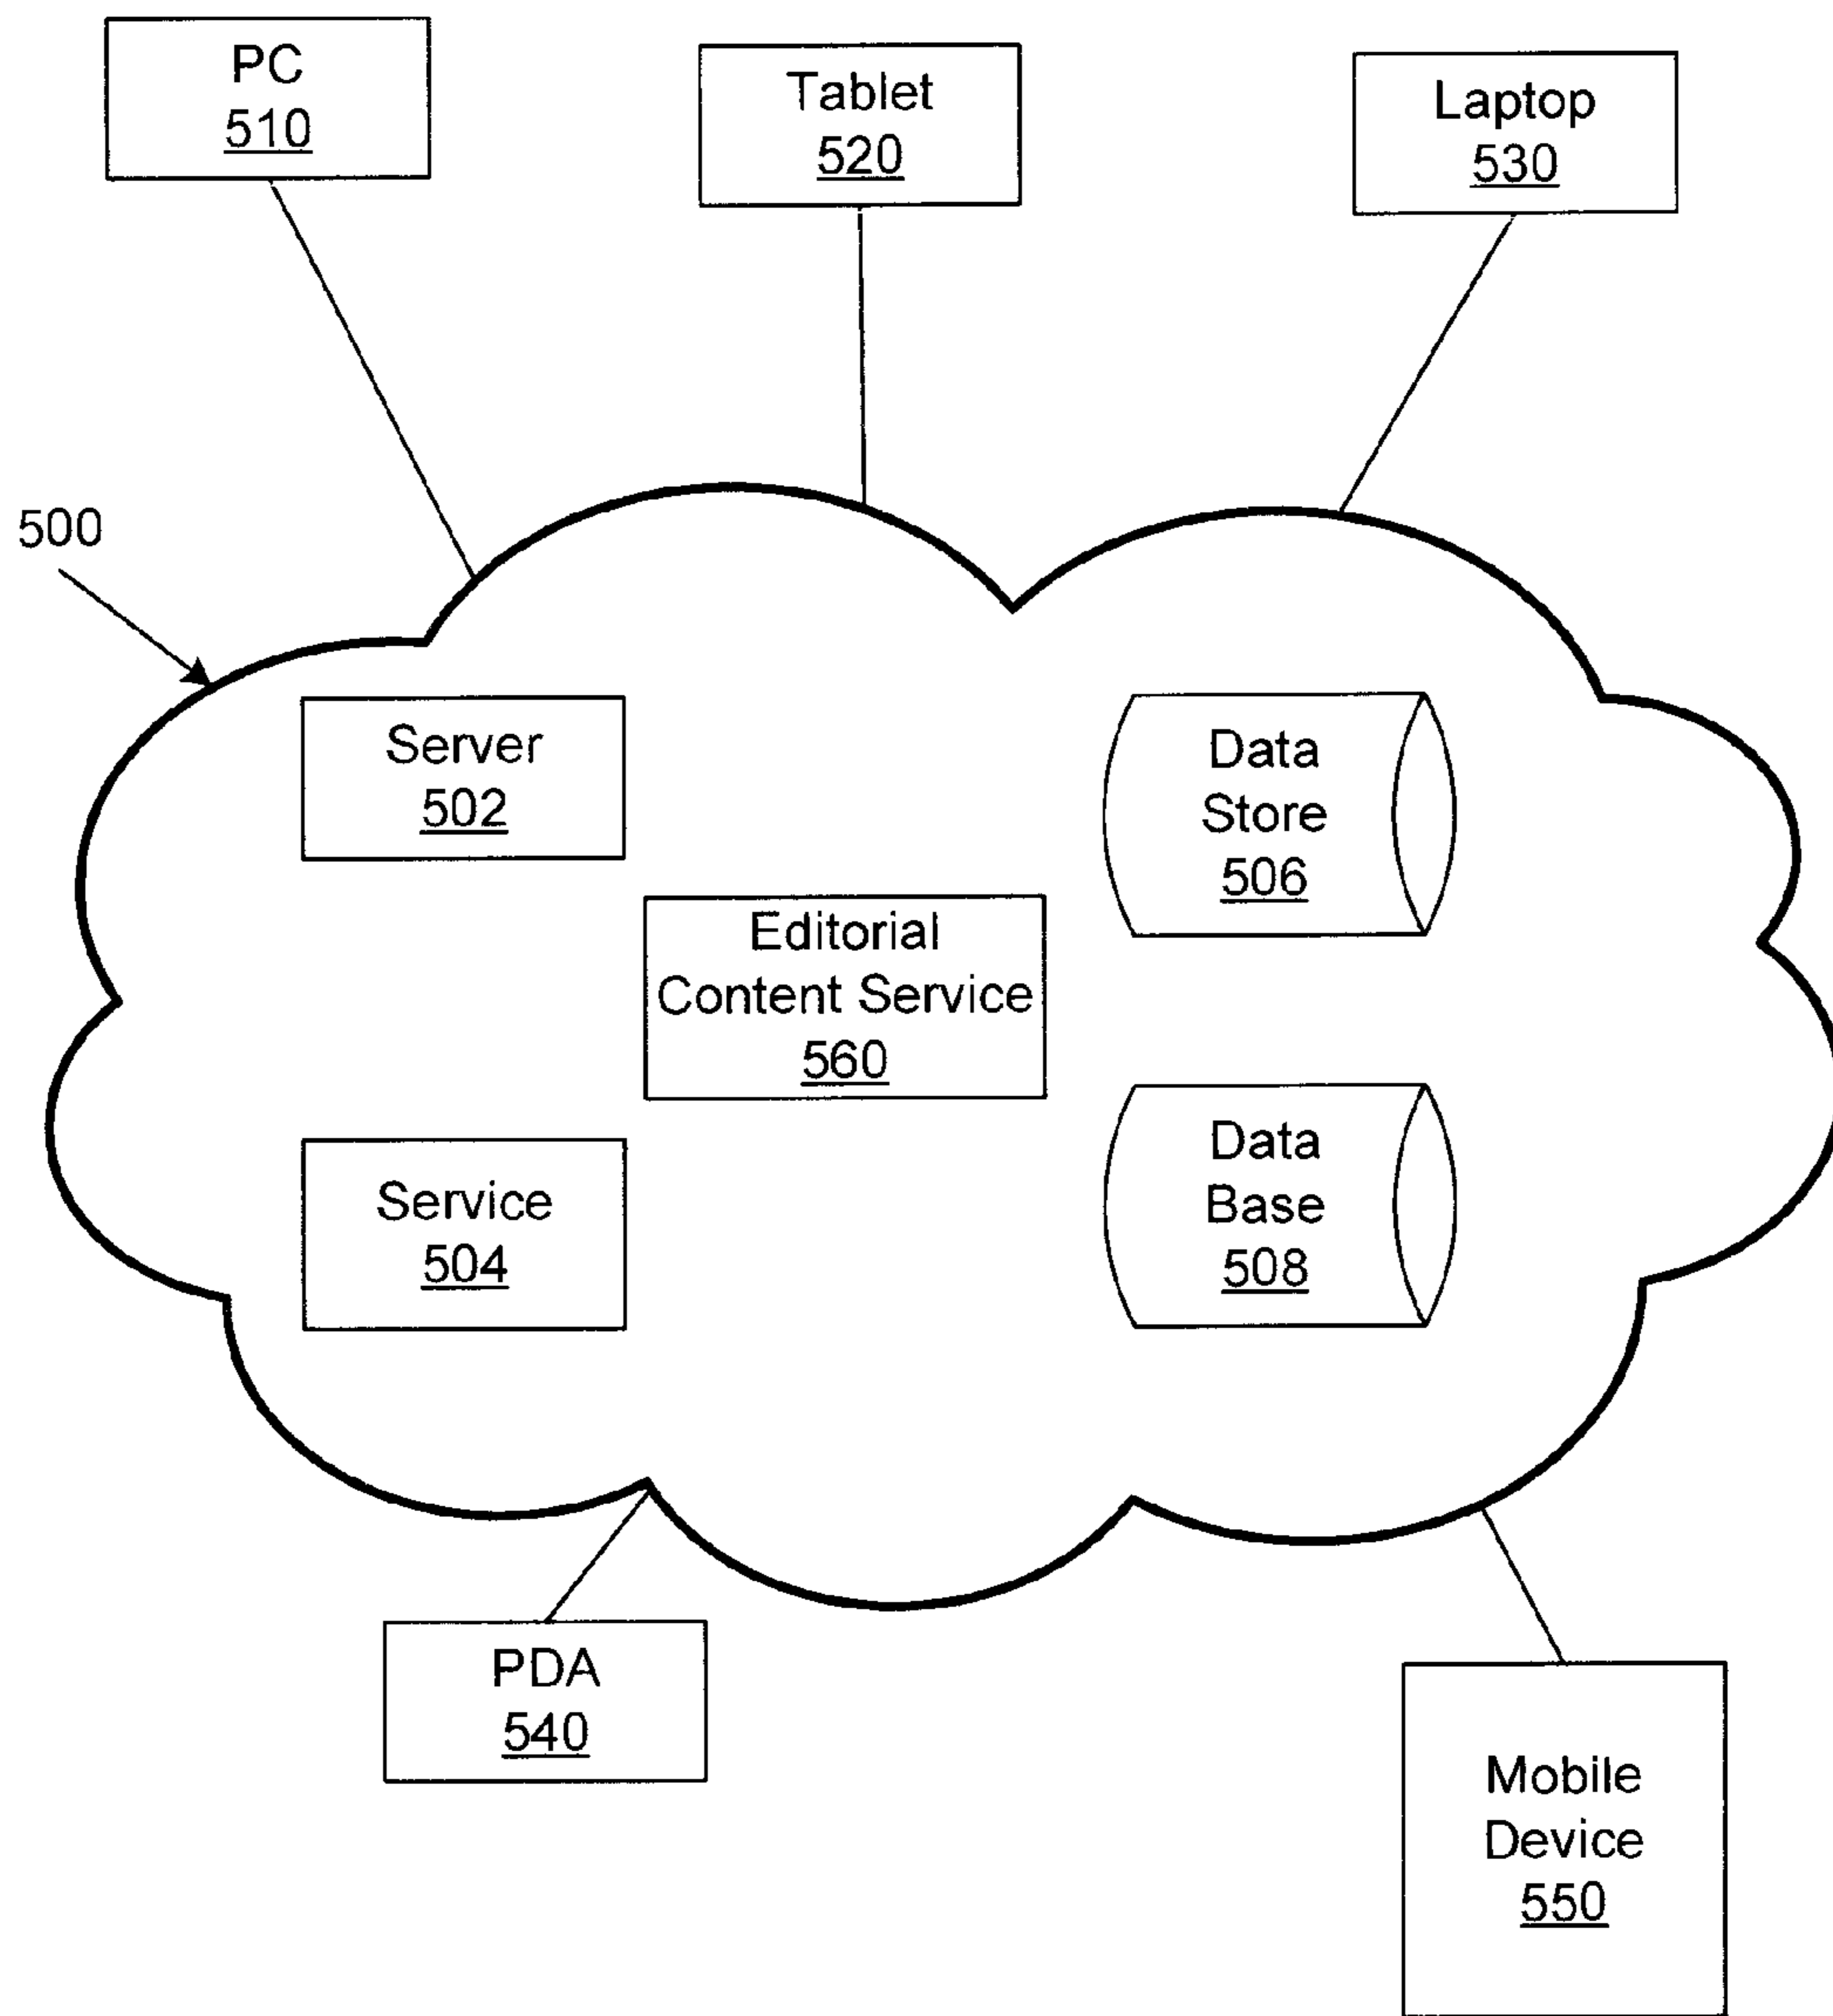 PC
510
Tablet
520
Laptop
530
500
Server
502
Data
Store
506
Editorial
Content Service
560
Service
504
Data
Base
508
PDA
540
Mobile
Device
550